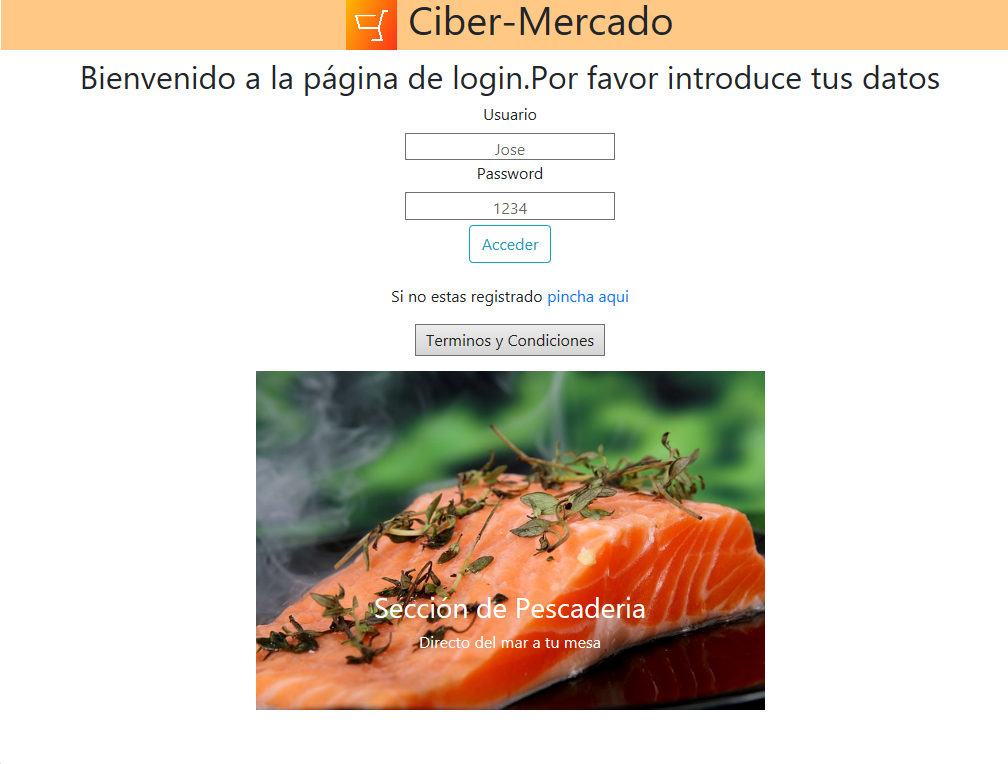 Ciber-Mercado
Bienvenido a la página de login.Por favor introduce tus datos
Usuario
Jose
Password
1234
Acceder
Si no estas registrado pincha aqui
Terminos y Condiciones
Sección de Pescaderia
Directo del mar a tu mesa